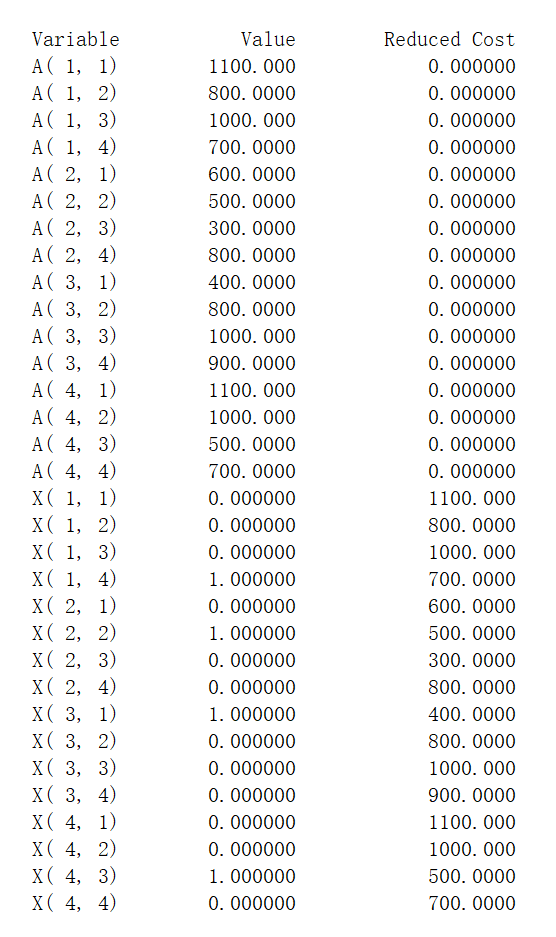 Variable Value Reduced Cost
A( 1, 1) 1100.000 0.000000
A( 1, 2) 800.0000 0.000000
A( 1, 3) 1000.000 0.000000
A( 1, 4) 700.0000 0.000000
A( 2, 1) 600.0000 0.000000
A( 2, 2) 500.0000 0.000000
A( 2, 3) 300.0000 0.000000
A( 2, 4) 800.0000 0.000000
A( 3, 1) 400.0000 0.000000
A( 3, 2) 800.0000 0.000000
A( 3, 3) 1000.000 0.000000
A( 3, 4) 900.0000 0.000000
A( 4, 1) 1100.000 0.000000
A( 4, 2) 1000.000 0.000000
A( 4, 3) 500.0000 0.000000
A( 4, 4) 700.0000 0.000000
X( 1, 1) 0.000000 1100.000
X( 1, 2) 0.000000 800.0000
X( 1, 3) 0.000000 1000.000
X( 1, 4) 1.000000 700.0000
X( 2, 1) 0.000000 600.0000
X( 2, 2) 1.000000 500.0000
X( 2, 3) 0.000000 300.0000
X( 2, 4) 0.000000 800.0000
X( 3, 1) 1.000000 400.0000
X( 3, 2) 0.000000 800.0000
X( 3, 3) 0.000000 1000.000
X( 3, 4) 0.000000 900.0000
X( 4, 1) 0.000000 1100.000
X( 4, 2) 0.000000 1000.000
X( 4, 3) 1.000000 500.0000
X( 4, 4) 0.000000 700.0000